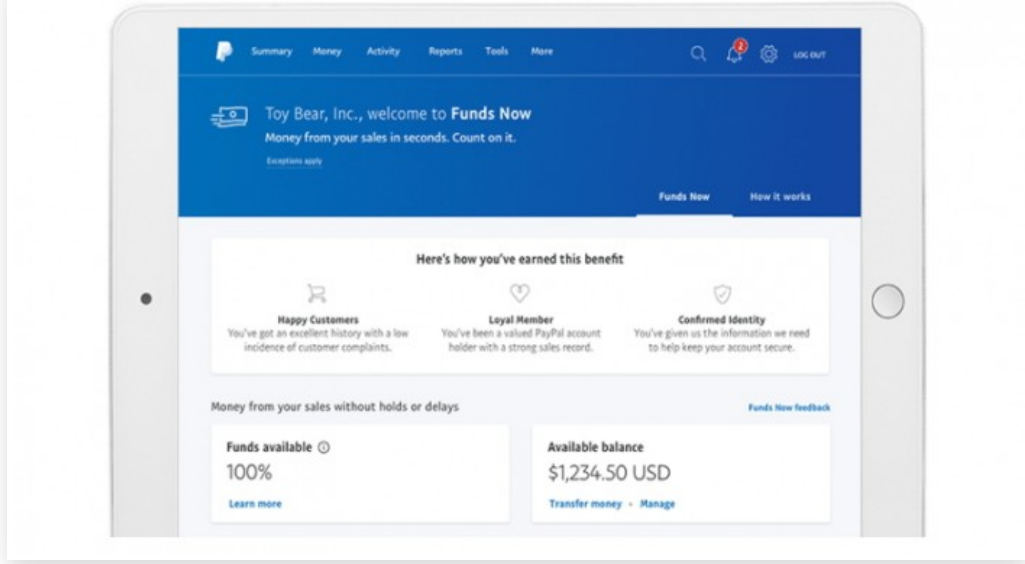 Summary Money Activity Reports Tools More 2 LOG OUT
Toy Bear, Inc., welcome to Funds Now
Money from your sales in seconds. Count on it.
Exceptions apply
Funds Now How it works
Here's how you've earned this benefit
Happy Customers Loyal Member Confirmed Identity
You've got an excellent history with a low You've been a valued PayPal account You've given us the information we need
incidence of customer complaints. holder with a strong sales record. to help keep your account secure.
Money from your sales without holds or delays Funds Now feedback
Funds available Available balance
100% $1,234.50 USD
Learn more Transfer money • Manage